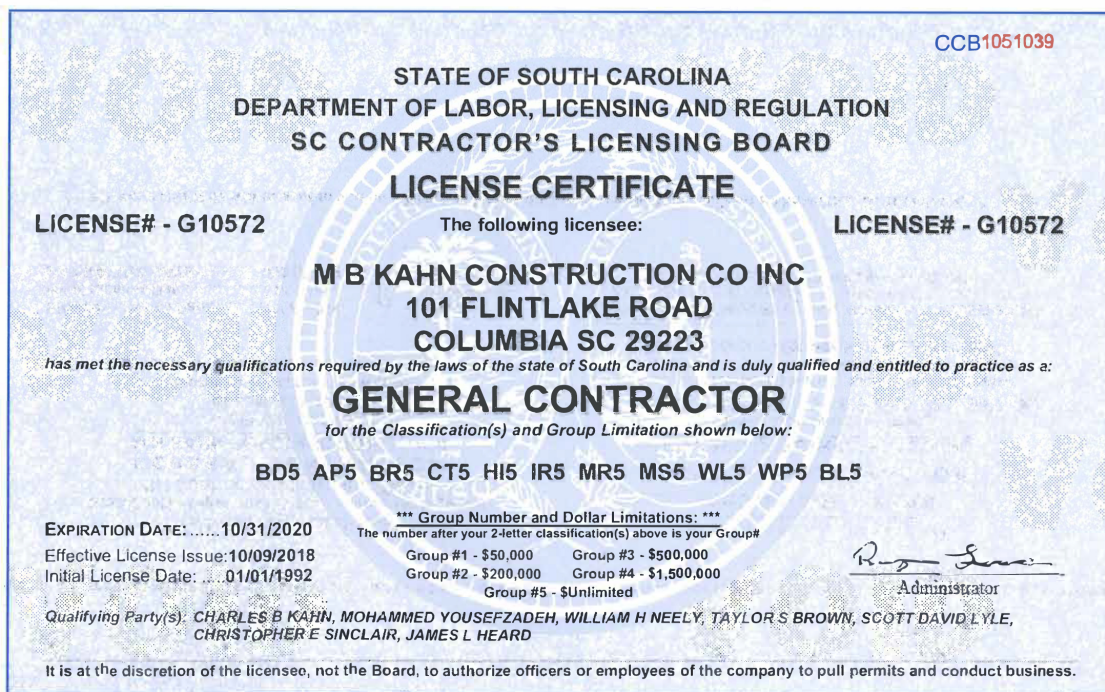 CCB1051039
STATE OF SOUTH CAROLINA
DEPARTMENT OF LABOR, LICENSING AND REGULATION
SC CONTRACTOR'S LICENSING BOARD
LICENSE CERTIFICATE
LICENSE# - G10572 The following licensee: LICENSE# - G10572
M B KAHN CONSTRUCTION CO INC
101 FLINTLAKE ROAD
COLUMBIA SC 29223
has met the necessary qualifications required by the laws of the state of South Carolina and is duly qualified and entitled to practice as a:
GENERAL CONTRACTOR
for the Classification(s) and Group Limitation shown below:
BD5 AP5 BR5 CT5 HI5 IR5 MR5 MS5 WL5 WP5 BL5
*** Group Number and Dollar Limitations: ***
EXPIRATION DATE: ......10/31/2020 The number after your 2-letter classification(s) above is your Group#
Effective License Issue:10/09/2018 Group #1 - $50,000 Group #3 - $500,000
Initial License Date: .....01/01/1992 Group #2 - $200,000 Group #4 - $1,500,000
Group #5 - $Unlimited
Administrator
Qualifying Party(s): CHARLES B KAHN, MOHAMMED YOUSEFZADEH, WILLIAM H NEELY, TAYLOR S BROWN, SCOTT DAVID LYLE,
CHRISTOPHER E SINCLAIR, JAMES L HEARD
It is at the discretion of the licensee, not the Board, to authorize officers or employees of the company to pull permits and conduct business.